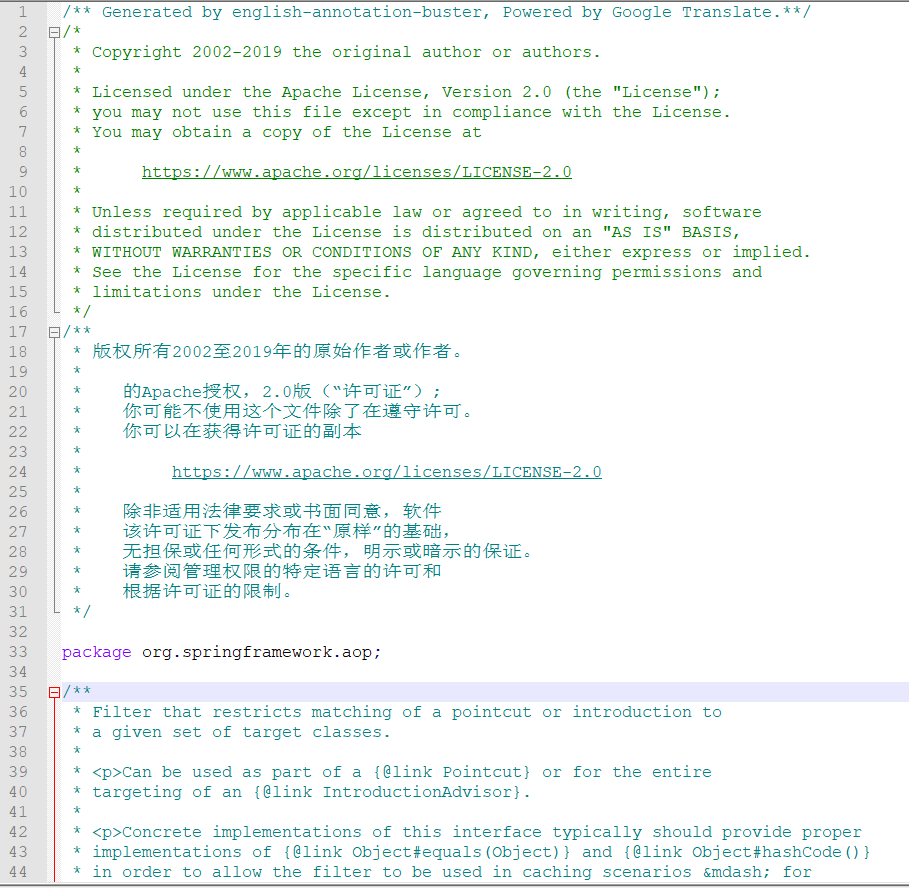 1 /** Generated by english-annotation-buster, Powered by Google Translate.**/
2 /*
3 * Copyright 2002-2019 the original author or authors.
4 *
5 * Licensed under the Apache License, Version 2.0 (the "License");
6 * you may not use this file except in compliance with the License.
7 * You may obtain a copy of the License at
8 *
9 * https://www.apache.org/licenses/LICENSE-2.0
10 *
11 * Unless required by applicable law or agreed to in writing, software
12 * distributed under the License is distributed on an "AS IS" BASIS,
13 * WITHOUT WARRANTIES OR CONDITIONS OF ANY KIND, either express or implied.
14 * See the License for the specific language governing permissions and
15 * limitations under the License.
16 */
17 /**
18 * 版权所有2002至2019年的原始作者或作者。
19 *
20 * 的Apache授权，2.0版（“许可证”）;
21 * 你可能不使用这个文件除了在遵守许可。
22 * 你可以在获得许可证的副本
23 *
24 * https://www.apache.org/licenses/LICENSE-2.0
25 *
26 * 除非适用法律要求或书面同意，软件
27 * 该许可证下发布分布在“原样”的基础，
28 * 无担保或任何形式的条件，明示或暗示的保证。
29 * 请参阅管理权限的特定语言的许可和
30 * 根据许可证的限制。
31 */
32
33 package org.springframework.aop;
34
35 /**
36 * Filter that restricts matching of a pointcut or introduction to
37 * a given set of target classes.
38 *
39 * <p>Can be used as part of a {@link Pointcut} or for the entire
40 * targeting of an {@link IntroductionAdvisor}.
41 *
42 * <p>Concrete implementations of this interface typically should provide proper
43 * implementations of {@link Object#equals(Object)} and {@link Object#hashCode()}
44 * in order to allow the filter to be used in caching scenarios &mdash; for